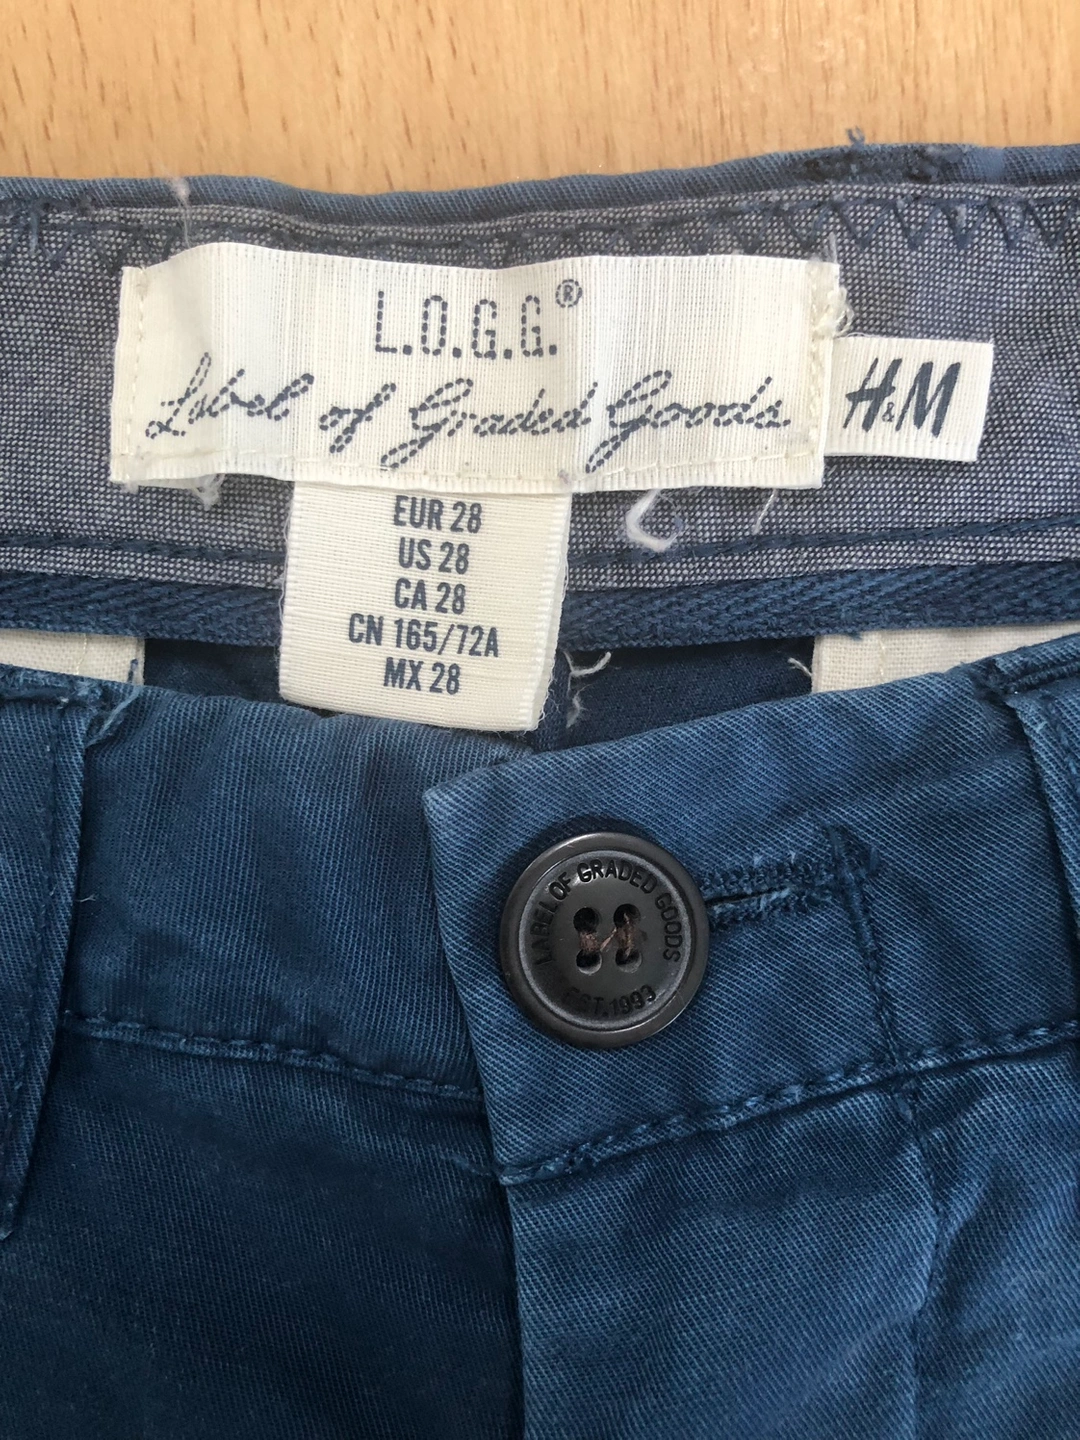 L.O.G.G.®
Label of Graded Goods.
H&M
EUR 28
US 28
CA 28
CN 165/72A
MX 28
LABEL OF GRADED GOODS
EST. 1993